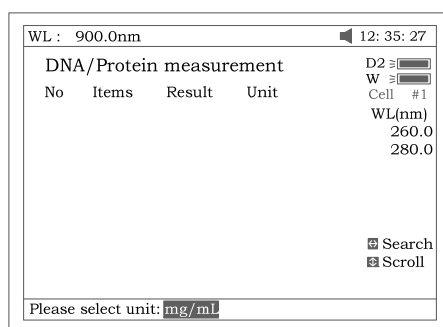 WL : 900.0nm 12: 35: 27
DNA/Protein measurement
No Items Result Unit
D2
W
Cell #1
WL(nm)
260.0
280.0
Search
Scroll
Please select unit: mg/mL